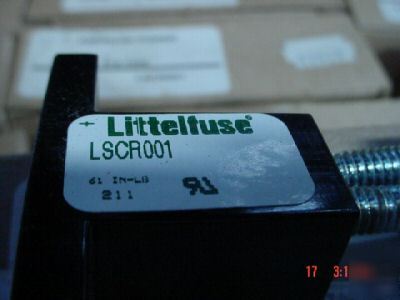 + Littelfuse®
LSCR001
61 IN-LB
211
17 3:1